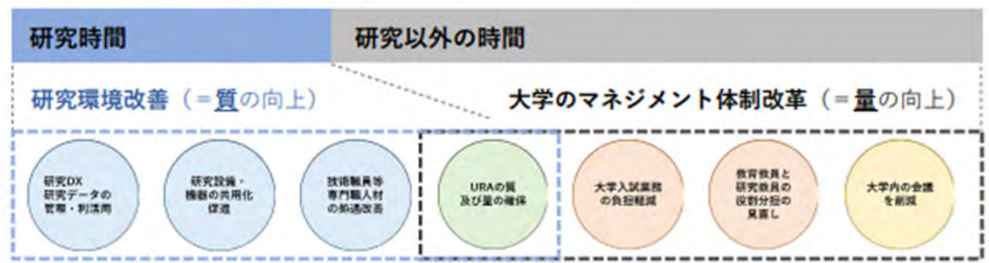 研究時間
研究以外の時間
研究環境改善(=質の向上)
大学のマネジメント体制改革(=量の向上)
研究DX
研究データの
管理・利活用
研究設備・
機器の共用化
促進
技術職員等
専門職人材
の処遇改善
URAの質
及び量の確保
大学入試業務
の負担軽減
教育教員と
研究教員の
役割分担の
見直し
大学内の会議
を削減